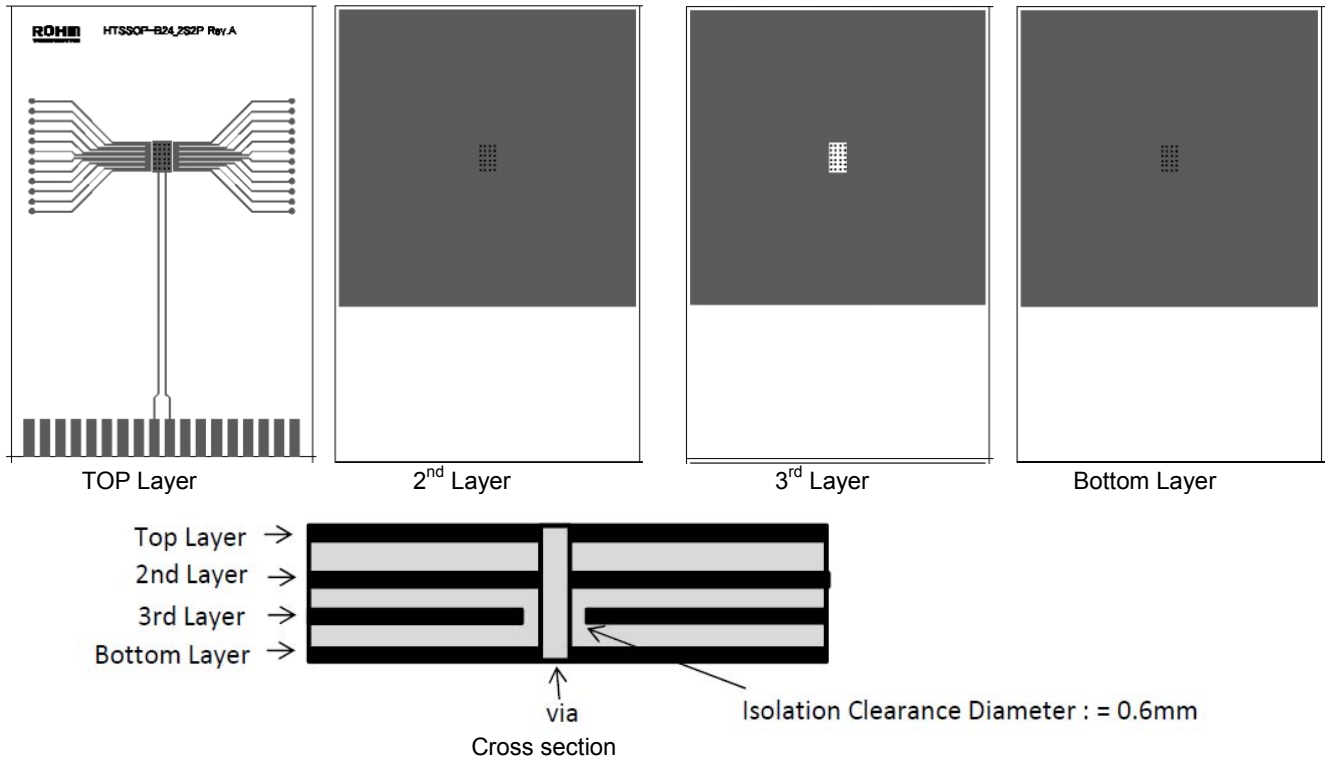 ROHM
HTSSOP-B24_2S2P Rev.A
TOP Layer
2nd Layer
3rd Layer
Bottom Layer
Top Layer
2nd Layer
3rd Layer
Bottom Layer
via
Isolation Clearance Diameter : = 0.6mm
Cross section